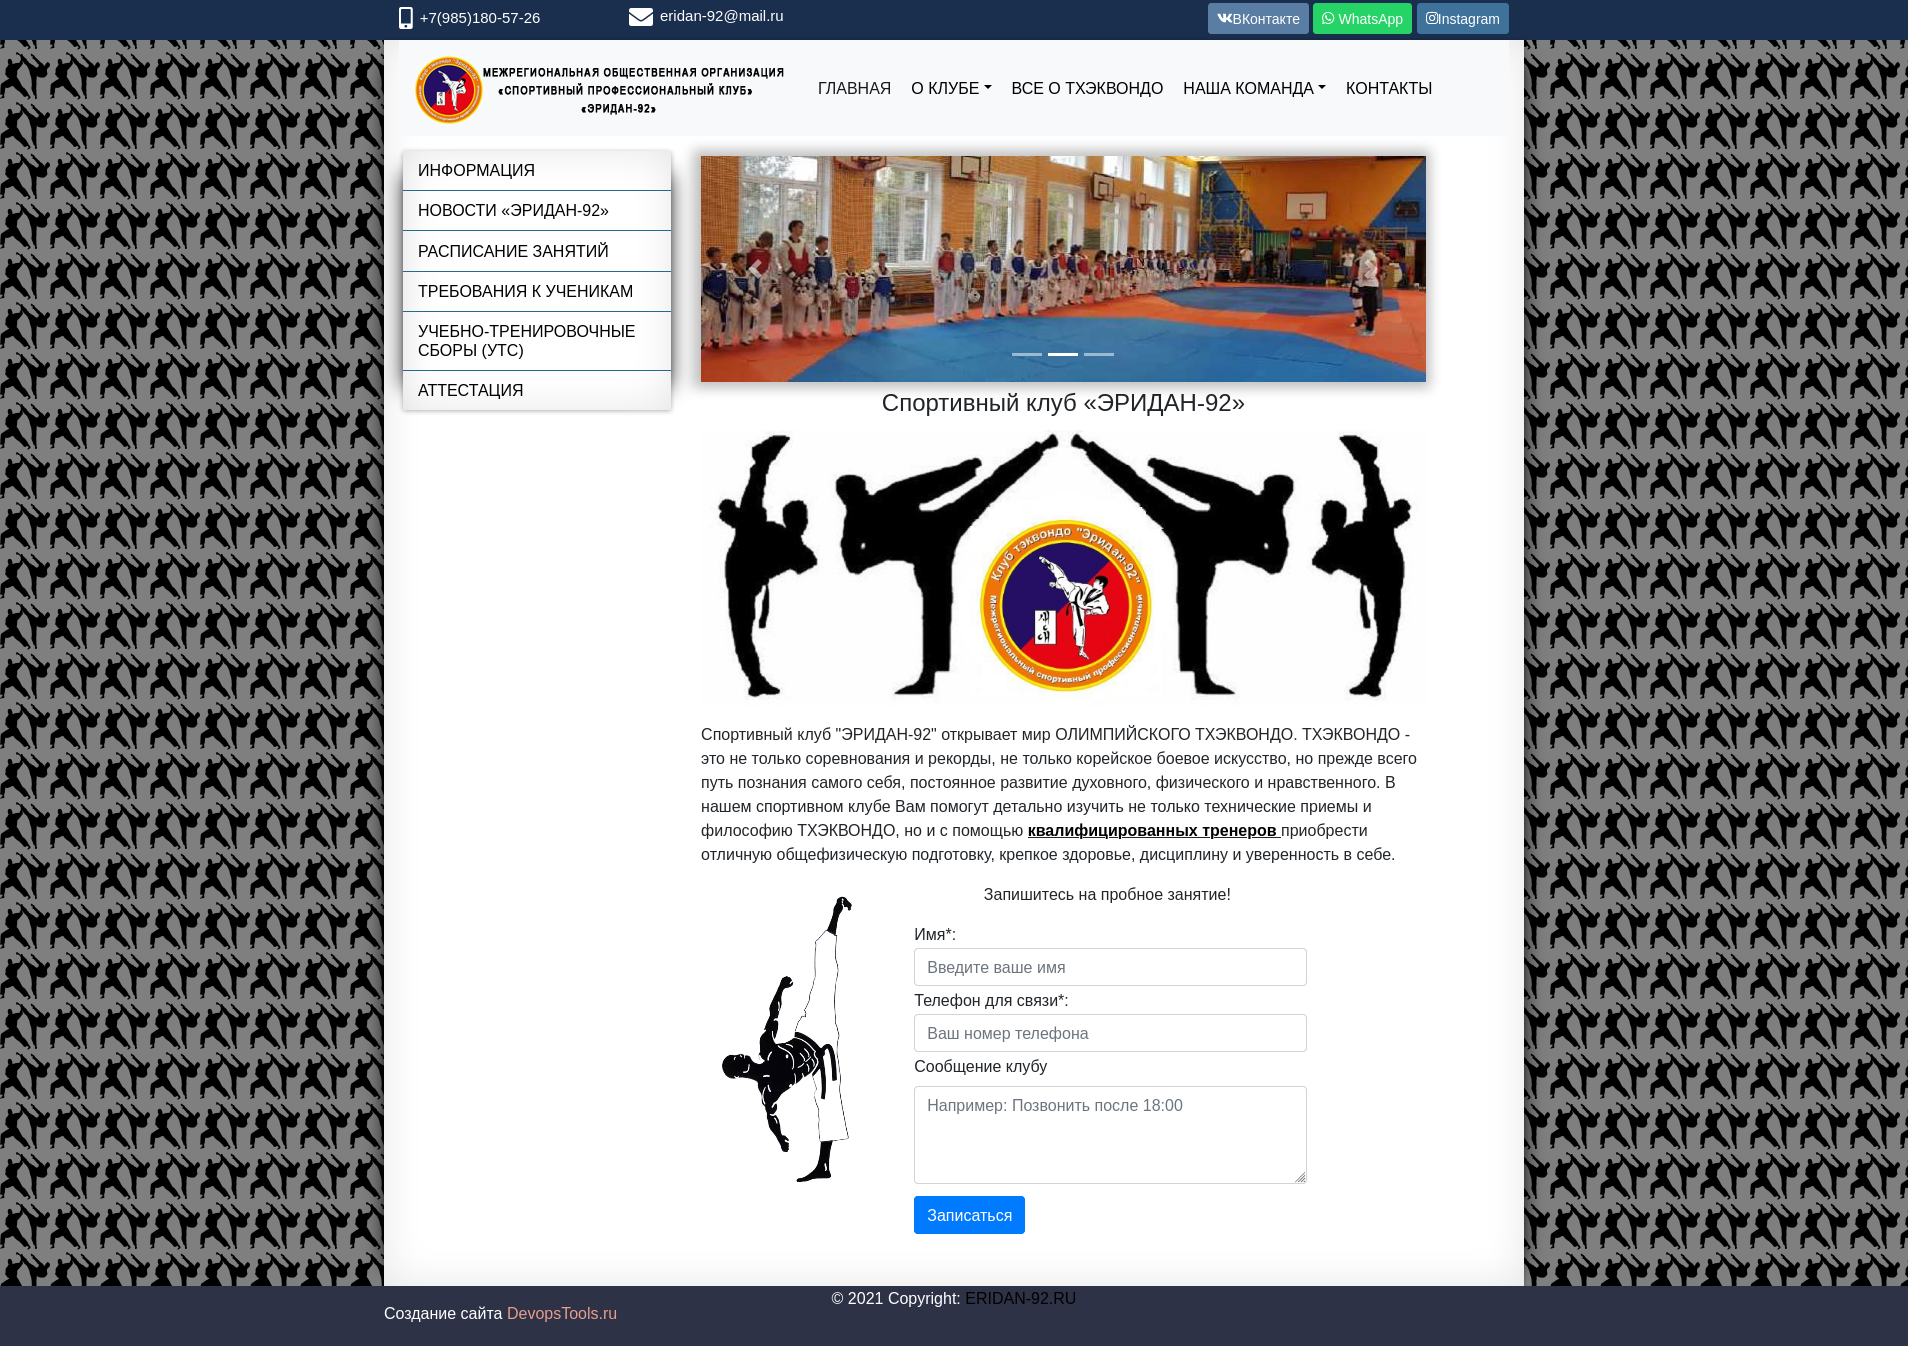 +7(985)180-57-26
eridan-92@mail.ru
ВКонтакте
WhatsApp
Instagram
МЕЖРЕГИОНАЛЬНАЯ ОБЩЕСТВЕННАЯ ОРГАНИЗАЦИЯ
«СПОРТИВНЫЙ ПРОФЕССИОНАЛЬНЫЙ КЛУБ»
«ЭРИДАН-92»
ГЛАВНАЯ
О КЛУБЕ
ВСЕ О ТХЭКВОНДО
НАША КОМАНДА
КОНТАКТЫ
ИНФОРМАЦИЯ
НОВОСТИ «ЭРИДАН-92»
РАСПИСАНИЕ ЗАНЯТИЙ
ТРЕБОВАНИЯ К УЧЕНИКАМ
УЧЕБНО-ТРЕНИРОВОЧНЫЕ
СБОРЫ (УТС)
АТТЕСТАЦИЯ
Спортивный клуб «ЭРИДАН-92»
Клуб тэквондо "Эридан-92"
Межрегиональный спортивный профессиональный
Спортивный клуб "ЭРИДАН-92" открывает мир ОЛИМПИЙСКОГО ТХЭКВОНДО. ТХЭКВОНДО -
это не только соревнования и рекорды, не только корейское боевое искусство, но прежде всего
путь познания самого себя, постоянное развитие духовного, физического и нравственного. В
нашем спортивном клубе Вам помогут детально изучить не только технические приемы и
философию ТХЭКВОНДО, но и с помощью квалифицированных тренеров приобрести
отличную общефизическую подготовку, крепкое здоровье, дисциплину и уверенность в себе.
Запишитесь на пробное занятие!
Имя*:
Введите ваше имя
Телефон для связи*:
Ваш номер телефона
Сообщение клубу
Например: Позвонить после 18:00
Записаться
© 2021 Copyright: ERIDAN-92.RU
Создание сайта DevopsTools.ru